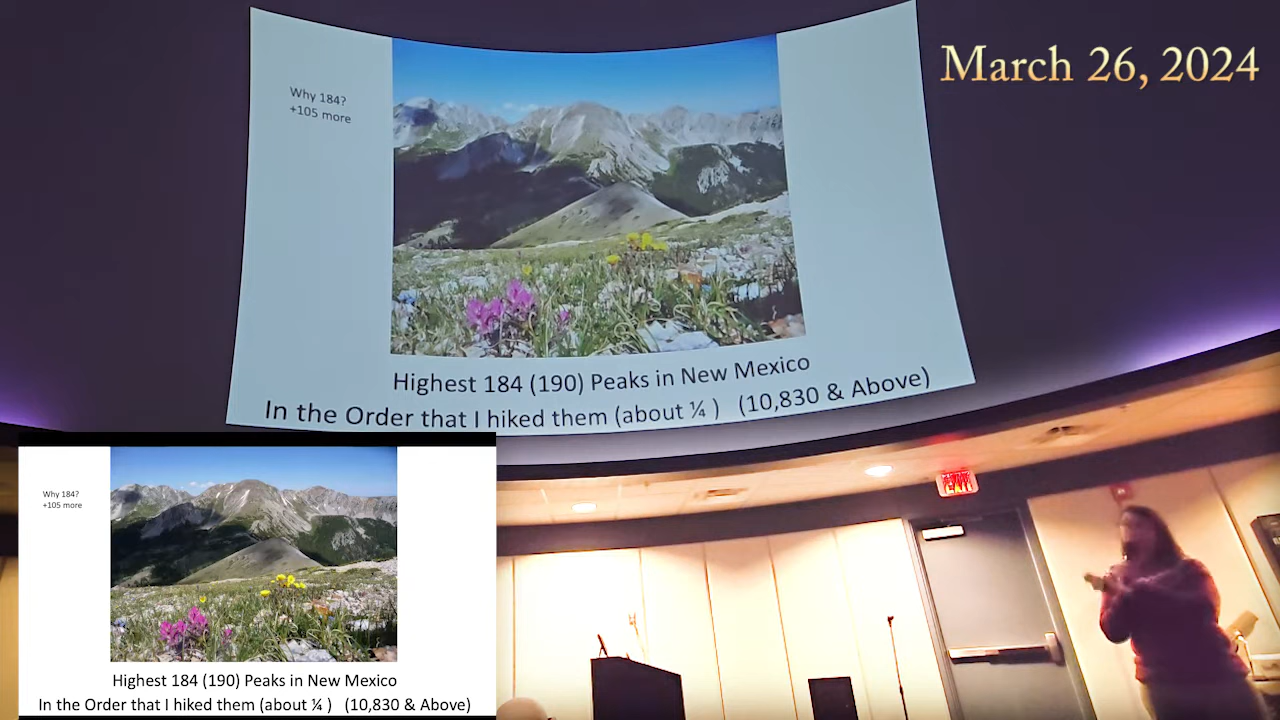 March 26, 2024
Why 184?
+105 more
Highest 184 (190) Peaks in New Mexico
In the Order that I hiked them (about ¼ ) (10,830 & Above)
EXIT
Why 184?
+105 more
Highest 184 (190) Peaks in New Mexico
In the Order that I hiked them (about ¼ ) (10,830 & Above)